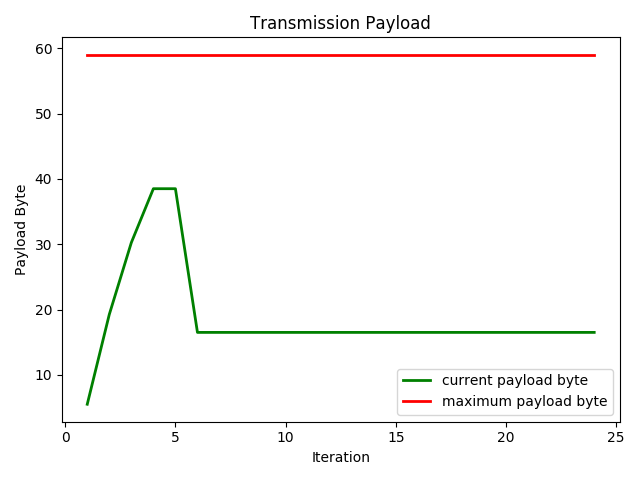 Transmission Payload
60
50
40
30
20
10
Payload Byte
current payload byte
maximum payload byte
0 5 10 15 20 25
Iteration